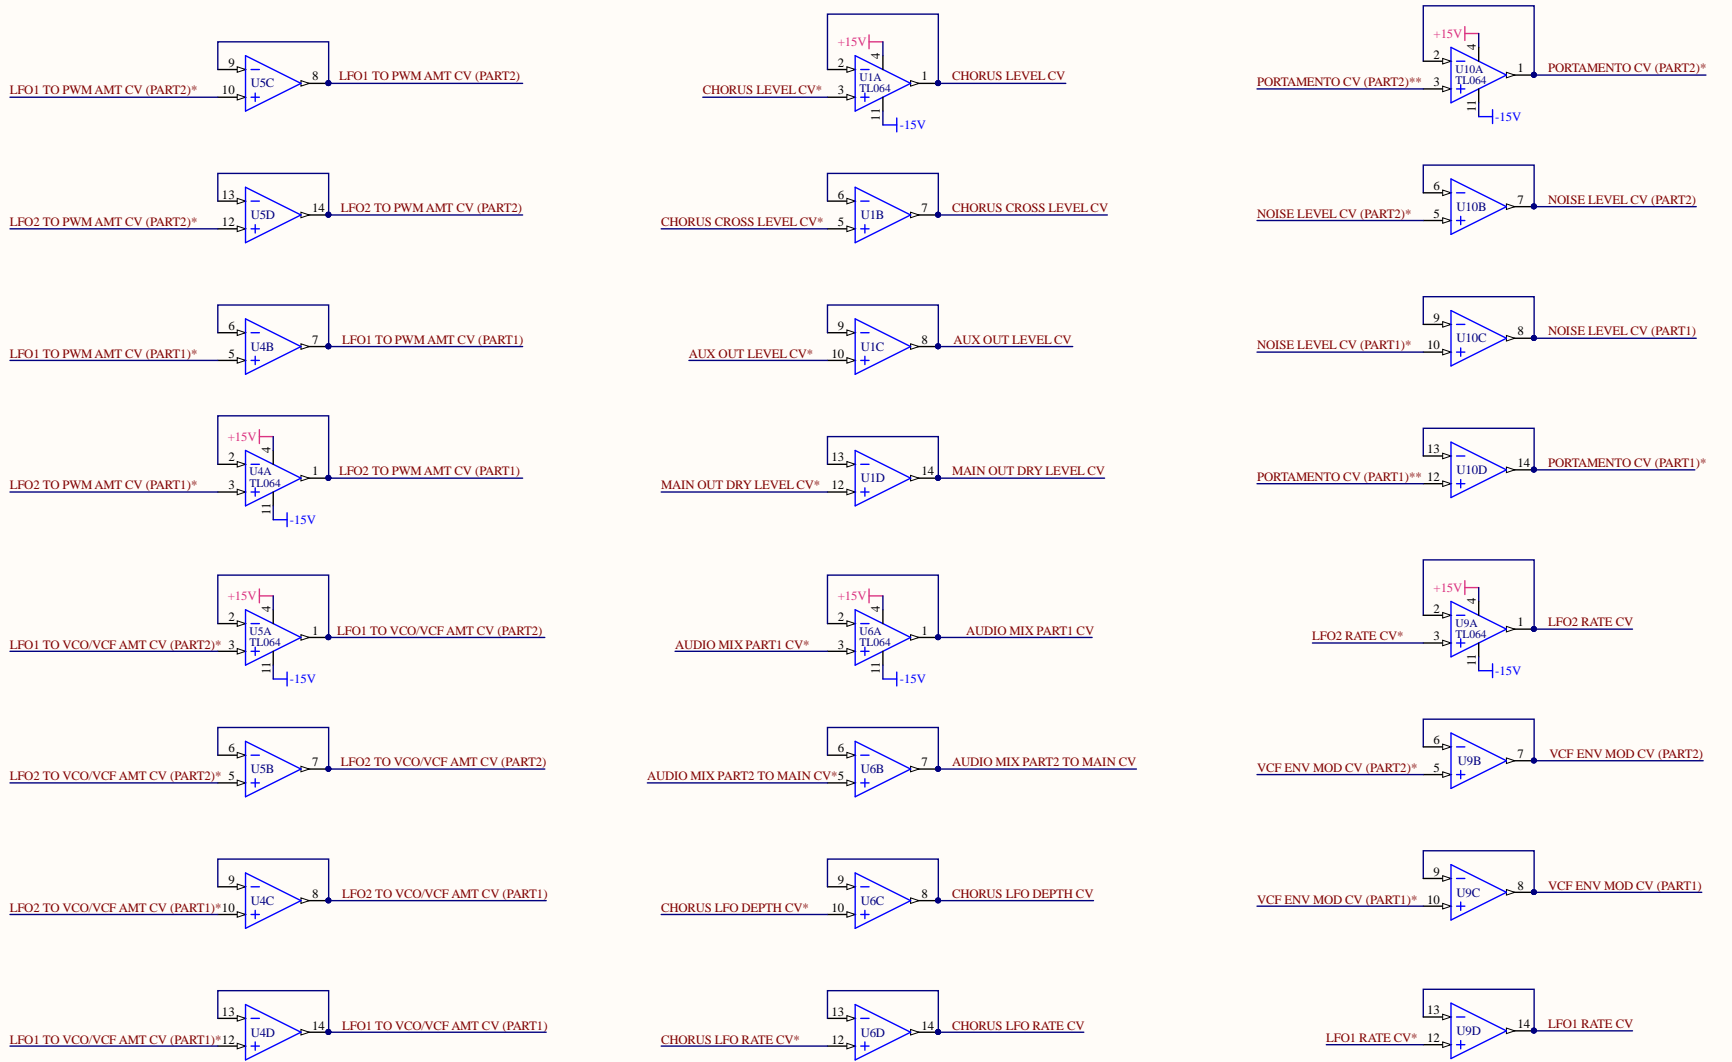 9
U5C
8
LFO1 TO PWM AMT CV (PART2)
LFO1 TO PWM AMT CV (PART2)*
10
13
U5D
14
LFO2 TO PWM AMT CV (PART2)
LFO2 TO PWM AMT CV (PART2)*
12
6
U4B
7
LFO1 TO PWM AMT CV (PART1)
LFO1 TO PWM AMT CV (PART1)*
5
+15V
4
2
U4A
TL064
1
LFO2 TO PWM AMT CV (PART1)
LFO2 TO PWM AMT CV (PART1)*
3
11
-15V
+15V
4
2
U5A
TL064
1
LFO1 TO VCO/VCF AMT CV (PART2)
LFO1 TO VCO/VCF AMT CV (PART2)*
3
11
-15V
6
U5B
7
LFO2 TO VCO/VCF AMT CV (PART2)
LFO2 TO VCO/VCF AMT CV (PART2)*
5
9
U4C
8
LFO2 TO VCO/VCF AMT CV (PART1)
LFO2 TO VCO/VCF AMT CV (PART1)*
10
13
U4D
14
LFO1 TO VCO/VCF AMT CV (PART1)
LFO1 TO VCO/VCF AMT CV (PART1)*
12
+15V
4
2
U1A
TL064
1
CHORUS LEVEL CV
CHORUS LEVEL CV*
3
11
-15V
6
U1B
7
CHORUS CROSS LEVEL CV
CHORUS CROSS LEVEL CV*
5
9
U1C
8
AUX OUT LEVEL CV
AUX OUT LEVEL CV*
10
13
U1D
14
MAIN OUT DRY LEVEL CV
MAIN OUT DRY LEVEL CV*
12
+15V
4
2
U6A
TL064
1
AUDIO MIX PART1 CV
AUDIO MIX PART1 CV*
3
11
-15V
6
U6B
7
AUDIO MIX PART2 TO MAIN CV
AUDIO MIX PART2 TO MAIN CV*
5
9
U6C
8
CHORUS LFO DEPTH CV
CHORUS LFO DEPTH CV*
10
13
U6D
14
CHORUS LFO RATE CV
CHORUS LFO RATE CV*
12
+15V
4
2
U10A
TL064
1
PORTAMENTO CV (PART2)*
PORTAMENTO CV (PART2)**
3
11
-15V
6
U10B
7
NOISE LEVEL CV (PART2)
NOISE LEVEL CV (PART2)*
5
9
U10C
8
NOISE LEVEL CV (PART1)
NOISE LEVEL CV (PART1)*
10
13
U10D
14
PORTAMENTO CV (PART1)*
PORTAMENTO CV (PART1)**
12
+15V
4
2
U9A
TL064
1
LFO2 RATE CV
LFO2 RATE CV*
3
11
-15V
6
U9B
7
VCF ENV MOD CV (PART2)
VCF ENV MOD CV (PART2)*
5
9
U9C
8
VCF ENV MOD CV (PART1)
VCF ENV MOD CV (PART1)*
10
13
U9D
14
LFO1 RATE CV
LFO1 RATE CV*
12